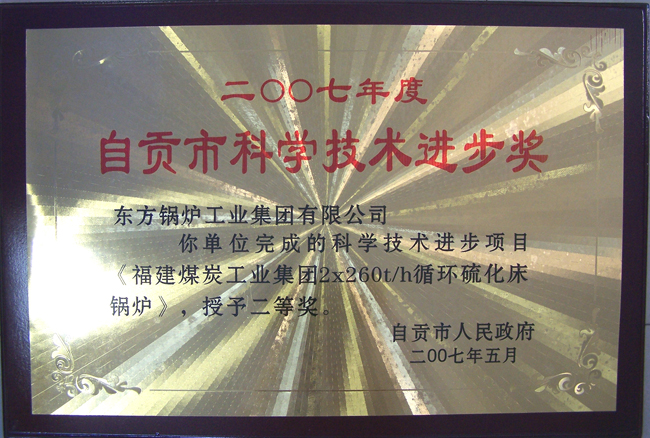 二〇〇七年度
自贡市科学技术进步奖
东方锅炉工业集团有限公司
你单位完成的科学技术进步项目
《福建煤炭工业集团2x260t/h循环硫化床
锅炉》，授予二等奖。
自贡市人民政府
二00七年五月